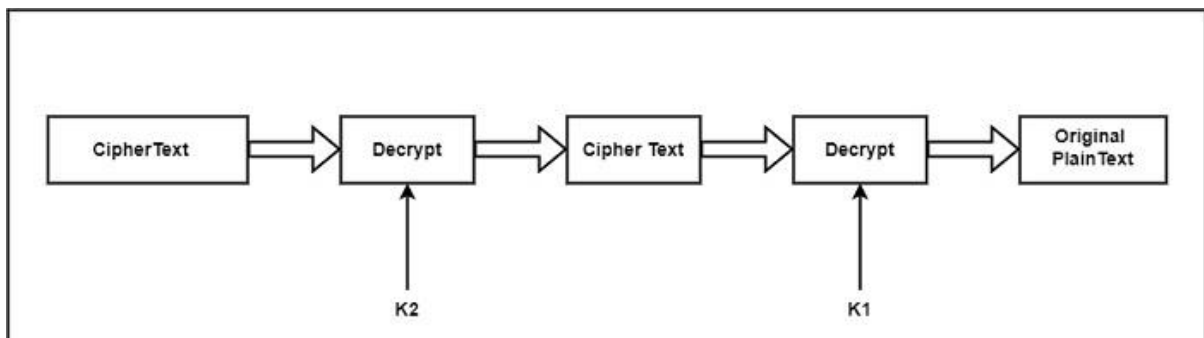 CipherText
Decrypt
Cipher Text
Decrypt
Original
PlainText
K2
K1